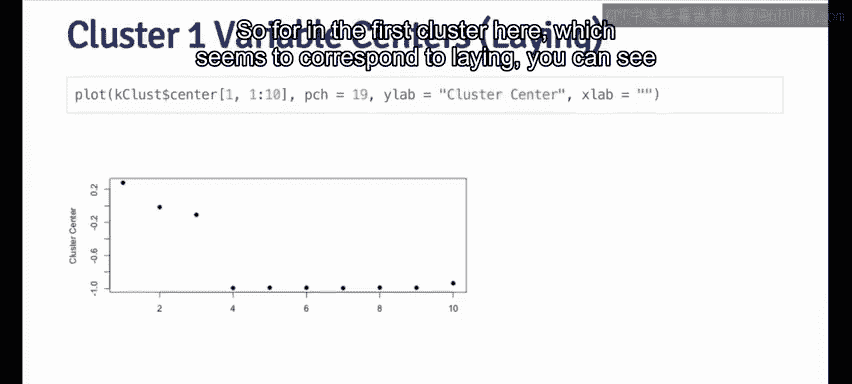 Cluster 1 Variable Centers (Laying)
So for in the first cluster here, which
seems to correspond to laying, you can see
plot(kClust$center[1, 1:10], pch = 19, ylab = "Cluster Center", xlab = "")
Cluster Center
0.2
-0.2
-0.6
-1.0
2 4 6 8 10